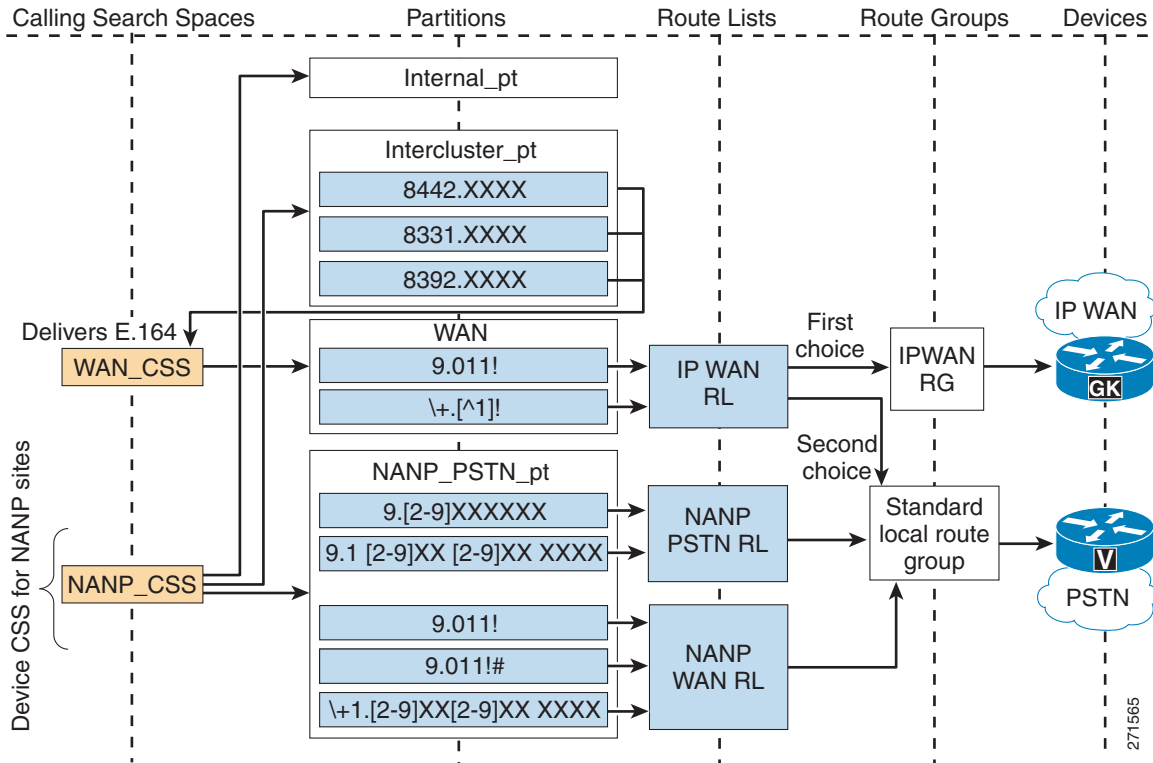 Calling Search Spaces
Partitions
Route Lists
Route Groups
Devices
Internal_pt
Intercluster_pt
8442.XXXX
8331.XXXX
8392.XXXX
Delivers E.164
WAN_CSS
WAN
9.011!
\+.[^1]!
IP WAN
RL
First
choice
Second
choice
IPWAN
RG
IP WAN
GK
Device CSS for NANP sites
NANP_CSS
NANP_PSTN_pt
9.[2-9]XXXXXX
9.1 [2-9]XX [2-9]XX XXXX
9.011!
9.011!#
\+1.[2-9]XX[2-9]XX XXXX
NANP
PSTN RL
NANP
WAN RL
Standard
local route
group
V
PSTN
271565